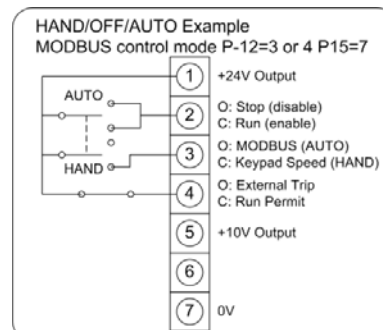 HAND/OFF/AUTO Example
MODBUS control mode P-12=3 or 4 P15=7
1 +24V Output
AUTO
2 O: Stop (disable)
C: Run (enable)
3 O: MODBUS (AUTO)
C: Keypad Speed (HAND)
HAND
4 O: External Trip
C: Run Permit
5 +10V Output
6
7 0V